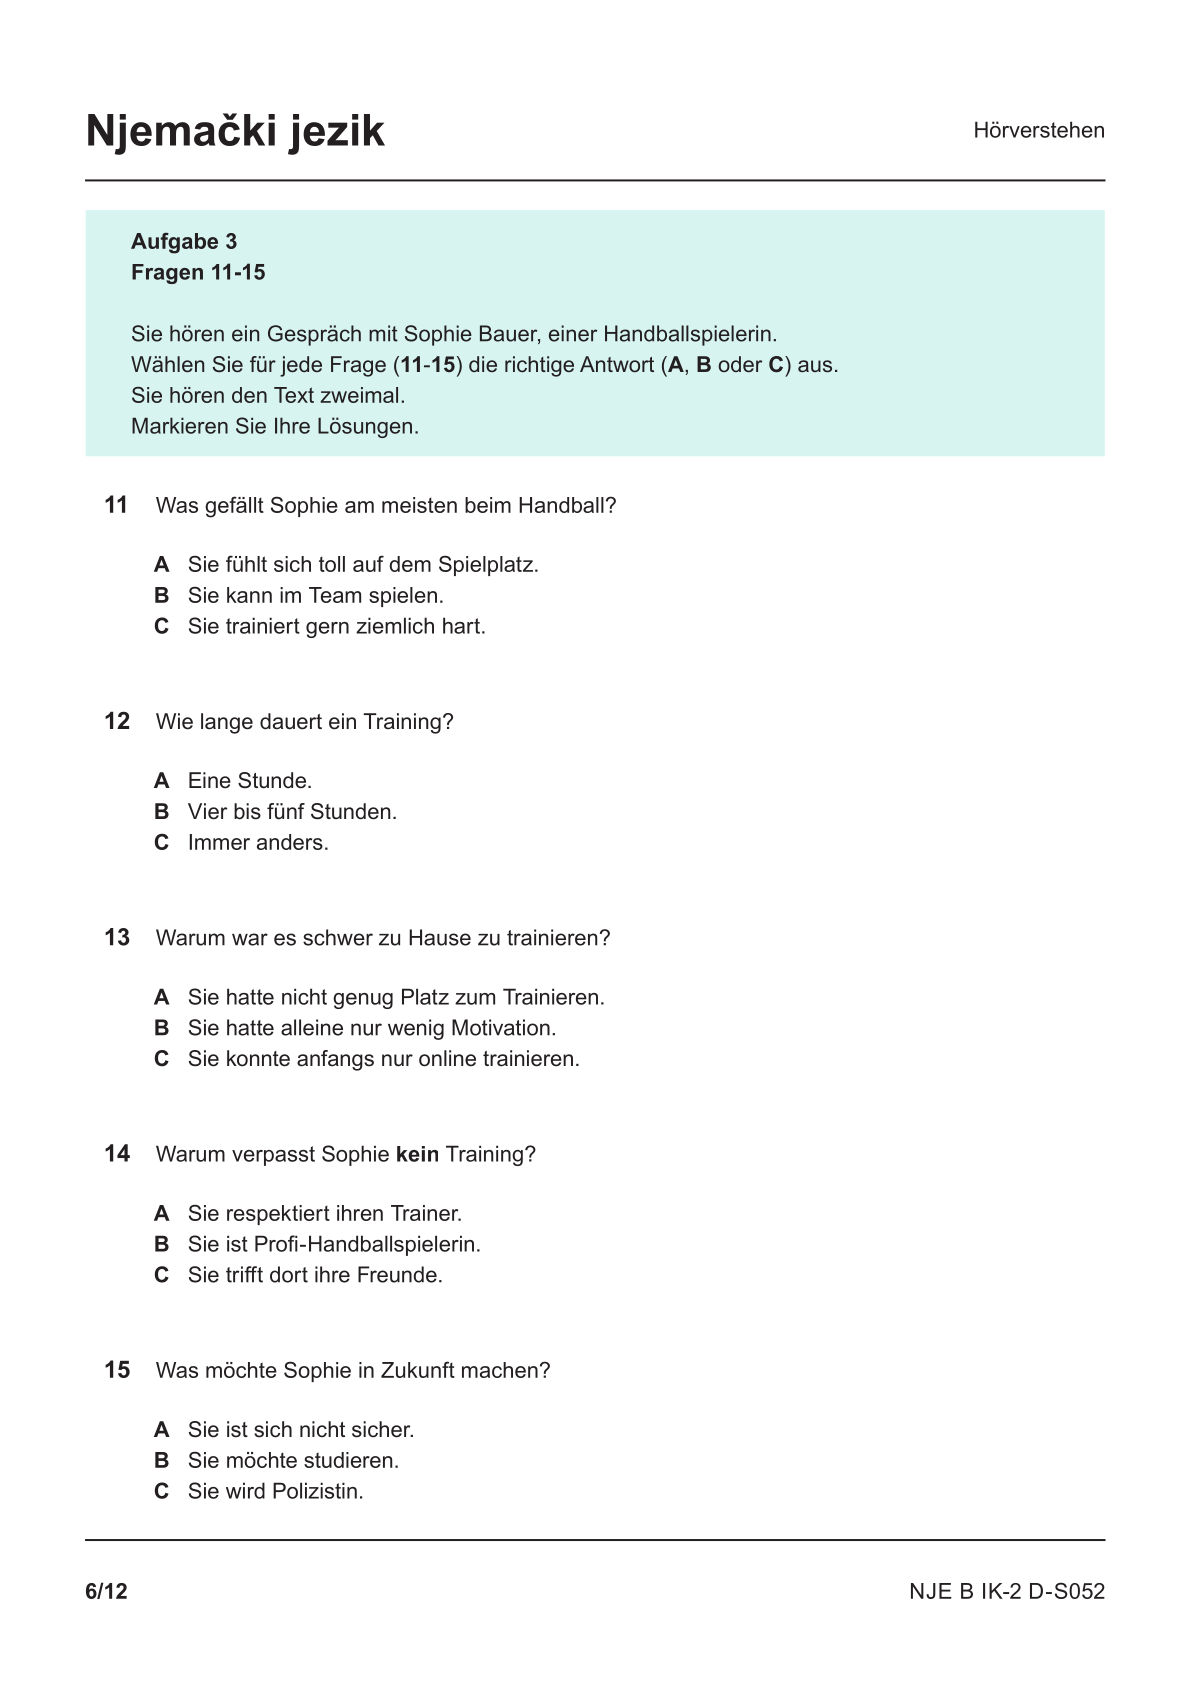 Njemački jezik
Hörverstehen
Aufgabe 3
Fragen 11-15
Sie hören ein Gespräch mit Sophie Bauer, einer Handballspielerin.
Wählen Sie für jede Frage (11-15) die richtige Antwort (A, B oder C) aus.
Sie hören den Text zweimal.
Markieren Sie Ihre Lösungen.
11 Was gefällt Sophie am meisten beim Handball?
A Sie fühlt sich toll auf dem Spielplatz.
B Sie kann im Team spielen.
C Sie trainiert gern ziemlich hart.
12 Wie lange dauert ein Training?
A Eine Stunde.
B Vier bis fünf Stunden.
C Immer anders.
13 Warum war es schwer zu Hause zu trainieren?
A Sie hatte nicht genug Platz zum Trainieren.
B Sie hatte alleine nur wenig Motivation.
C Sie konnte anfangs nur online trainieren.
14 Warum verpasst Sophie kein Training?
A Sie respektiert ihren Trainer.
B Sie ist Profi-Handballspielerin.
C Sie trifft dort ihre Freunde.
15 Was möchte Sophie in Zukunft machen?
A Sie ist sich nicht sicher.
B Sie möchte studieren.
C Sie wird Polizistin.
6/12
NJE B IK-2 D-S052